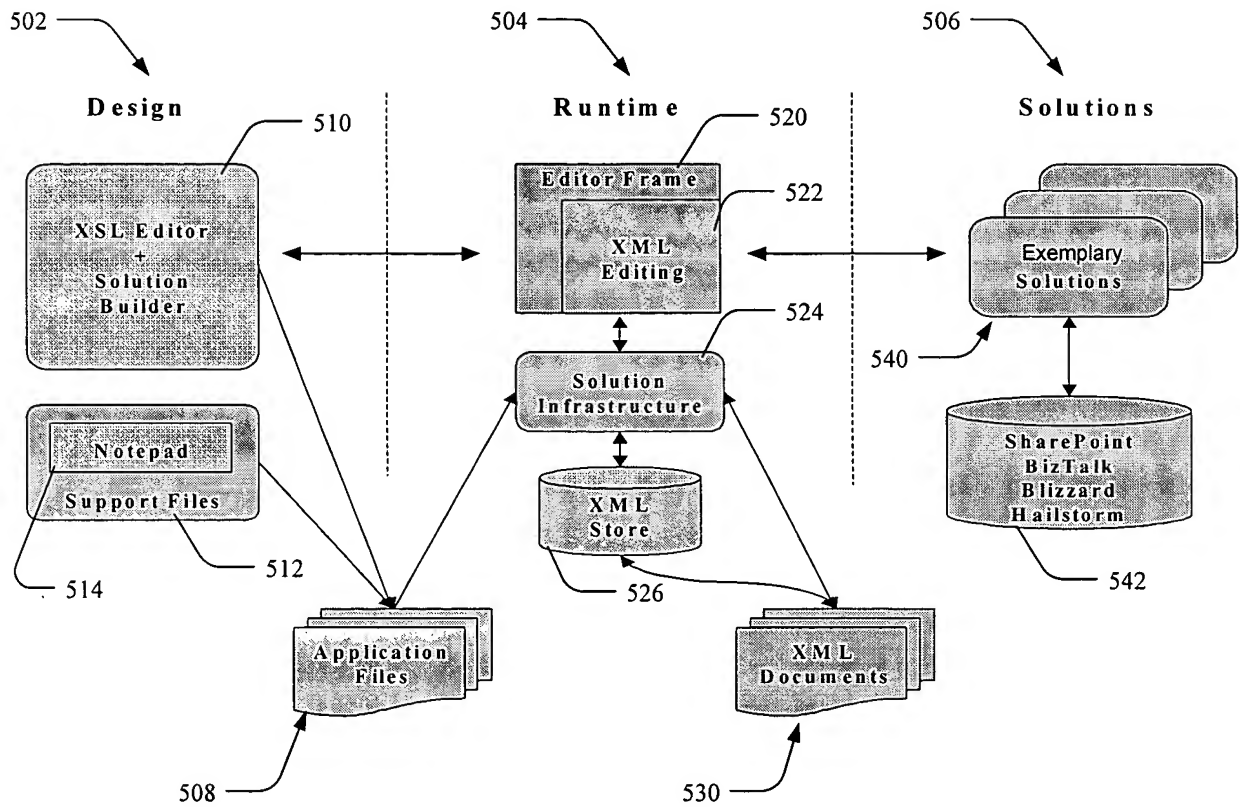 502
504
506
Design
Runtime
Solutions
510
520
522
524
XSL Editor
+
Solution
Builder
Editor Frame
XML
Editing
Exemplary
Solutions
540
Solution
Infrastructure
Notepad
Support Files
514
512
XML
Store
526
SharePoint
BizTalk
Blizzard
Hailstorm
542
Application
Files
508
XML
Documents
530